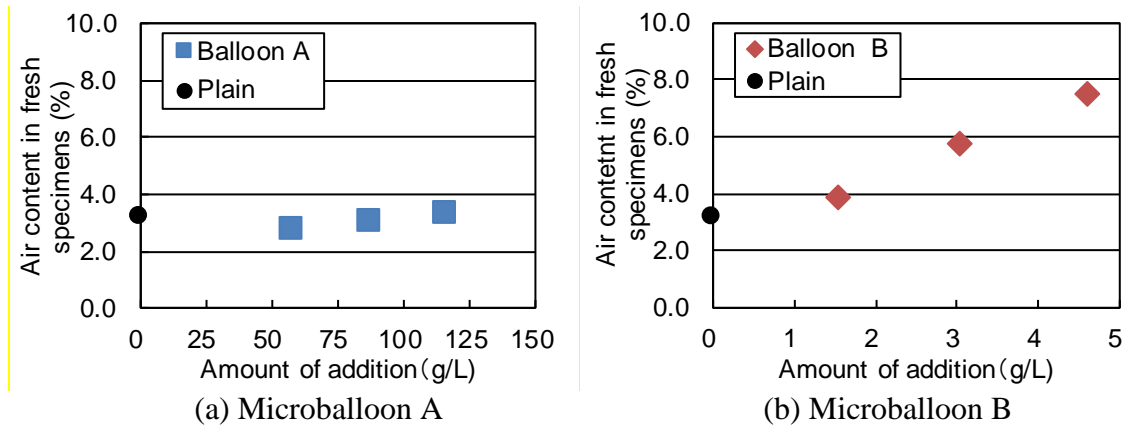 Air content in fresh
specimens (%)
10.0
8.0
6.0
4.0
2.0
0.0
Balloon A
Plain
0 25 50 75 100 125 150
Amount of addition(g/L)
(a) Microballoon A
Air contetnt in fresh
specimens (%)
10.0
8.0
6.0
4.0
2.0
0.0
Balloon B
Plain
0 1 2 3 4 5
Amount of addition(g/L)
(b) Microballoon B